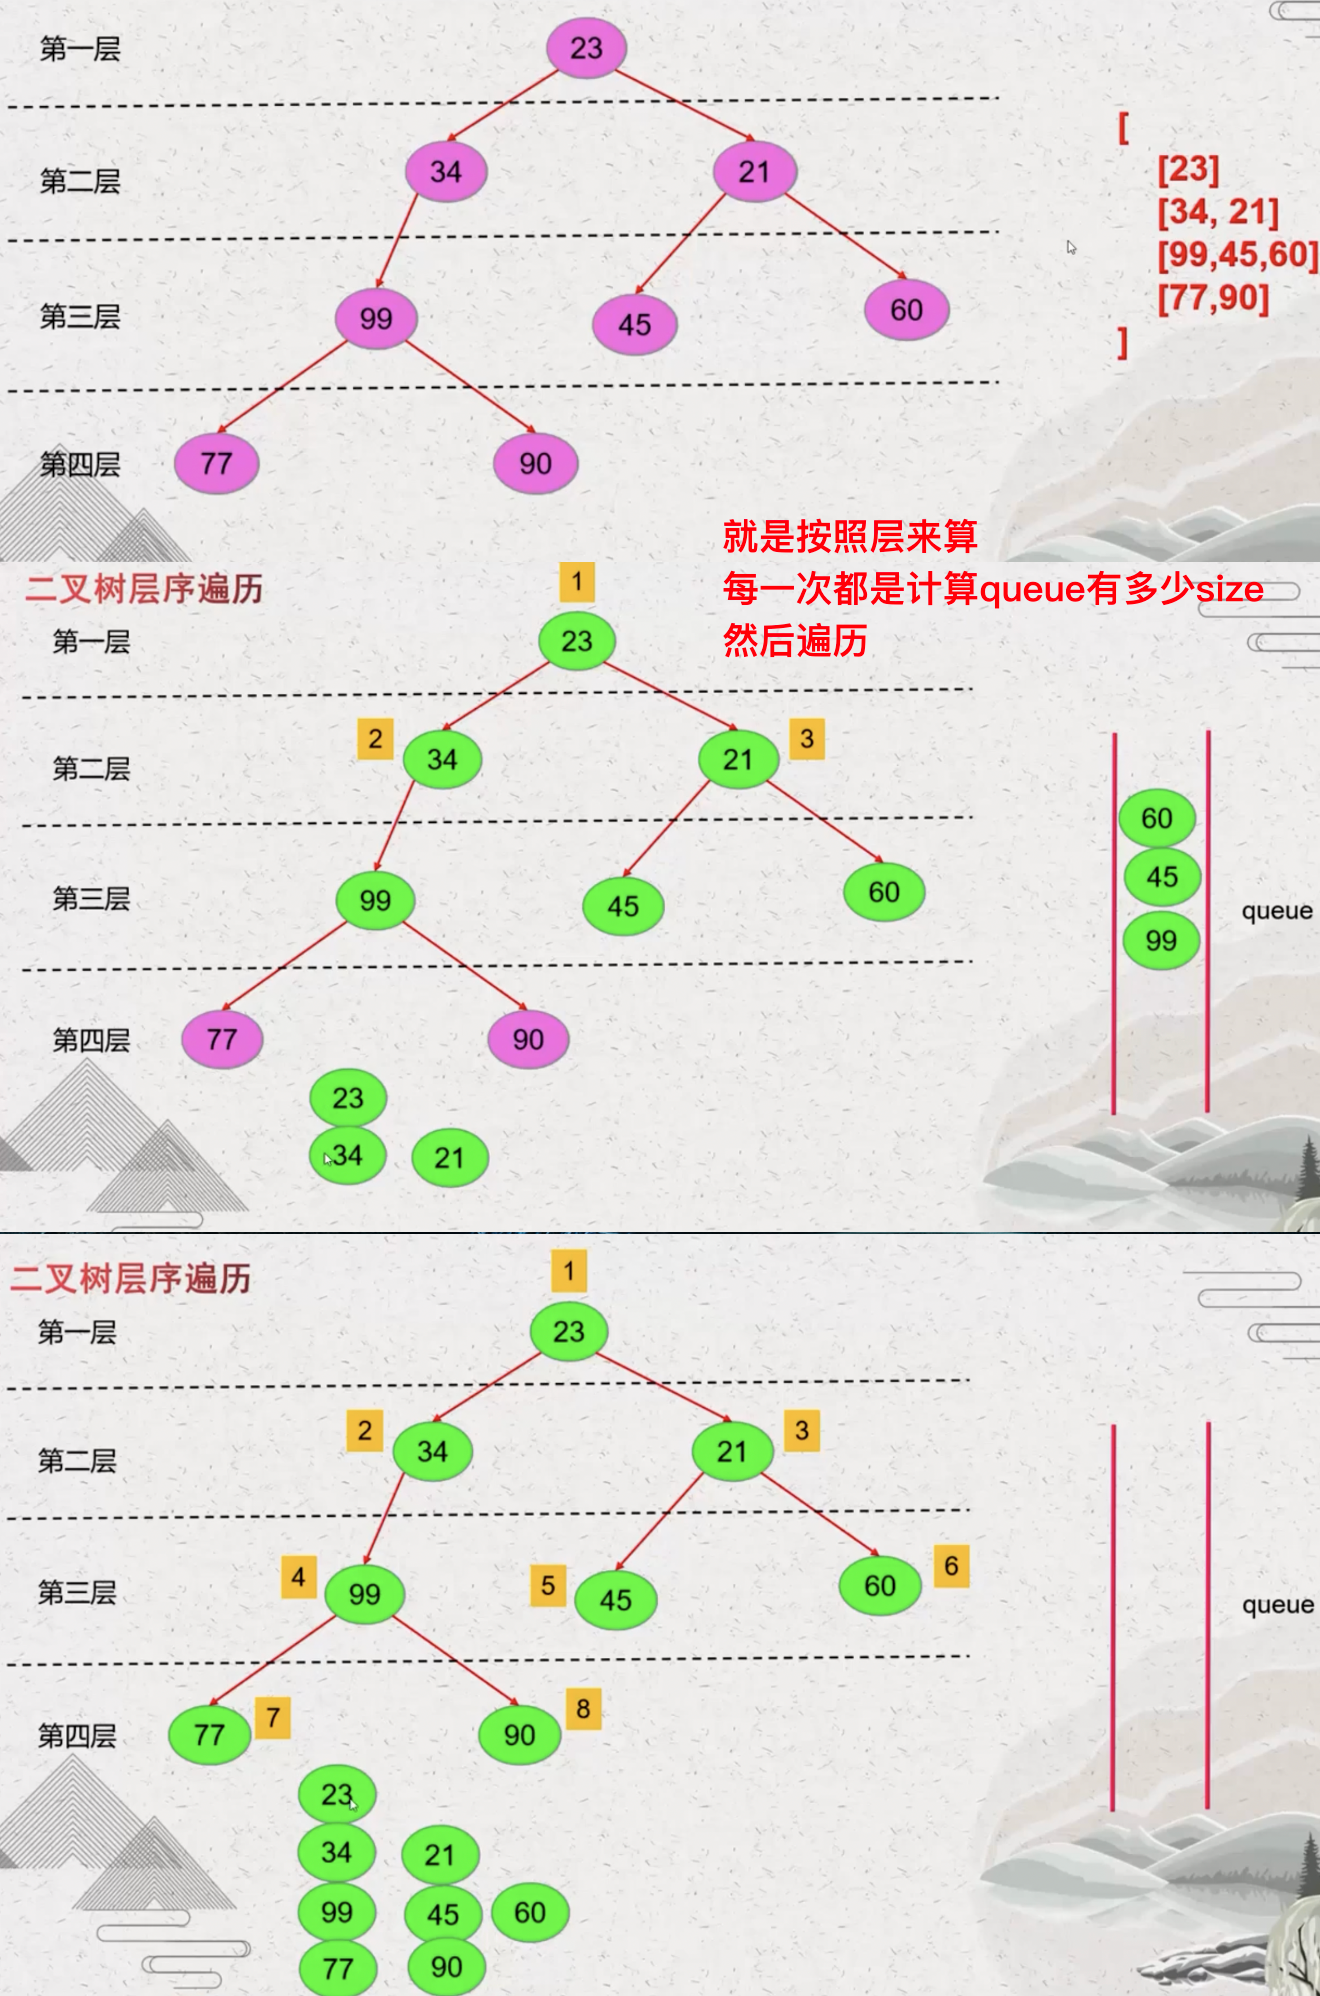 第一层
23
[
[23]
[34, 21]
[99,45,60]
[77,90]
]
第二层
34
21
第三层
99
45
60
第四层
77
90
就是按照层来算
每一次都是计算queue有多少size
然后遍历
二叉树层序遍历
1
第一层
23
第二层
2
34
21
3
第三层
99
45
60
第四层
77
90
60
45
99
queue
23
34
21
二叉树层序遍历
1
第一层
23
第二层
2
34
21
3
第三层
4
99
5
45
60
6
queue
第四层
77
7
90
8
23
34
21
99
45
60
77
90